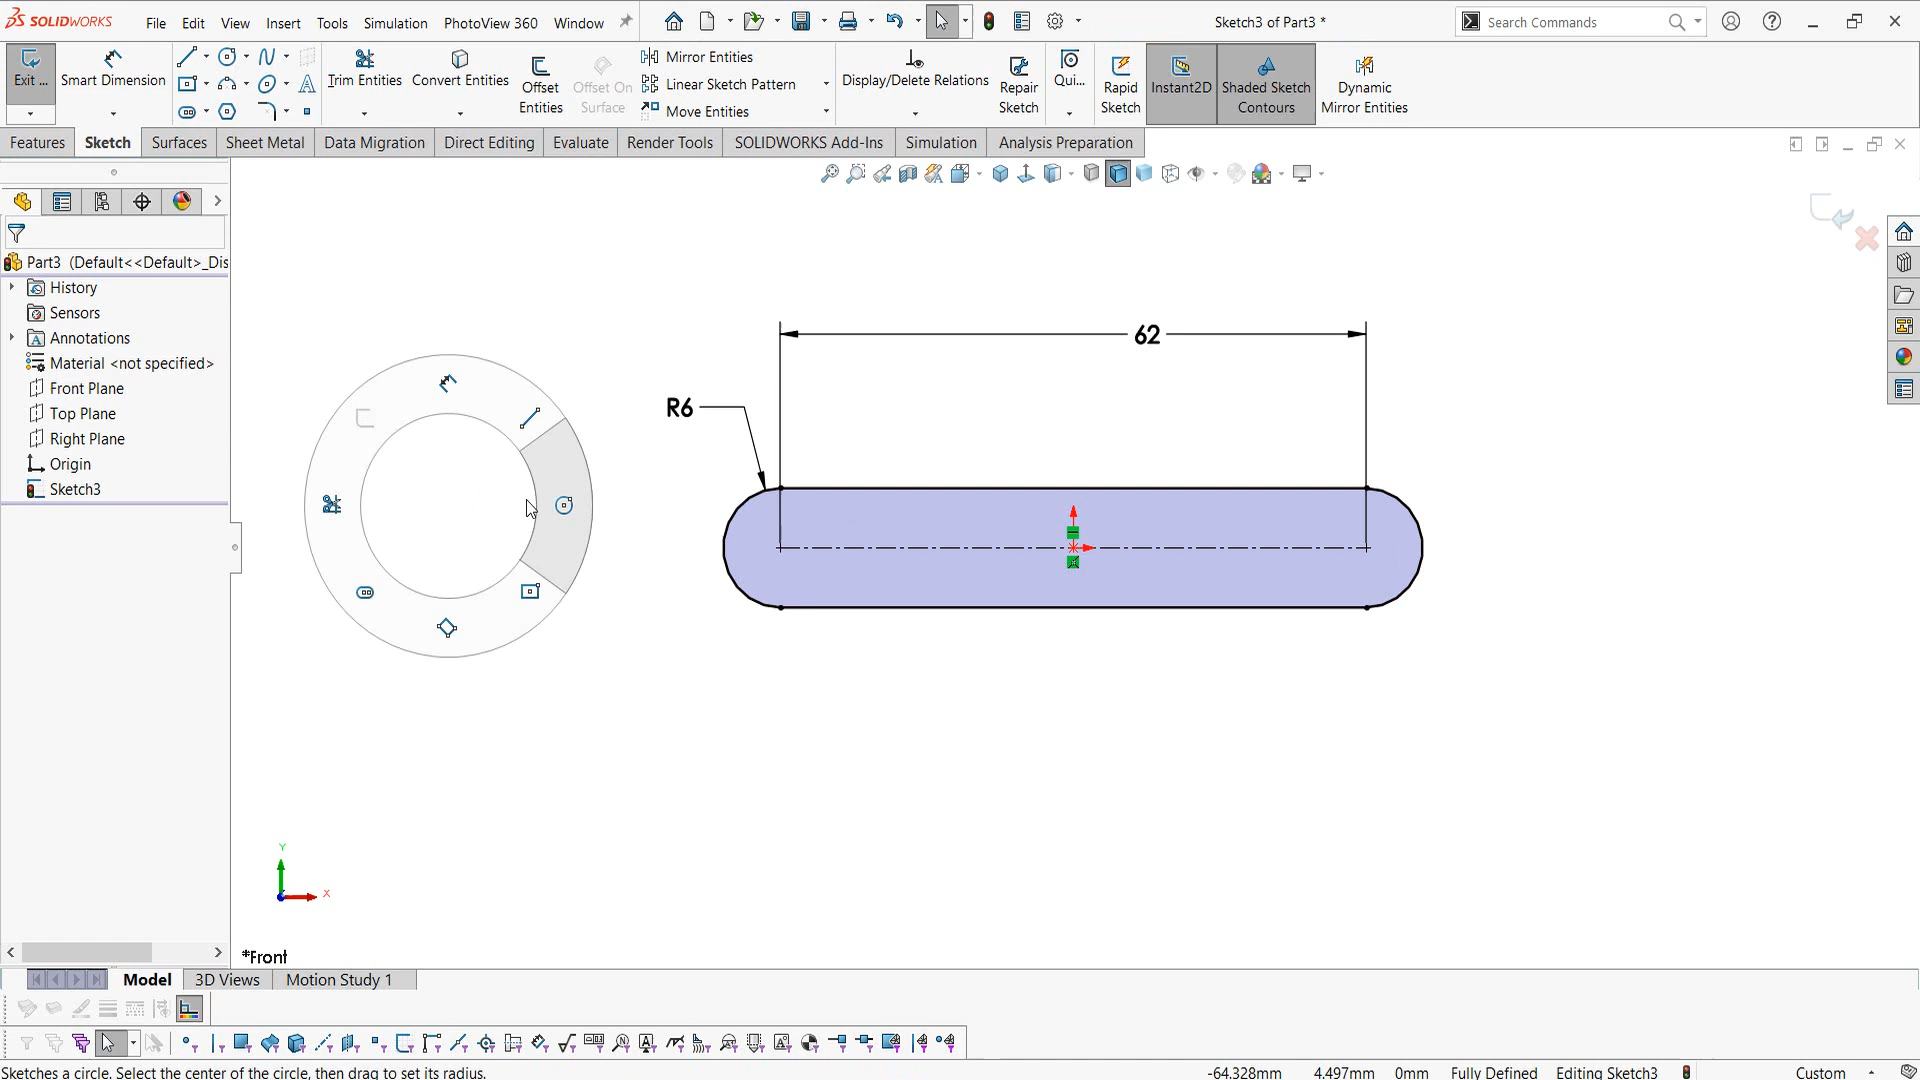 SOLIDWORKS
File Edit View Insert Tools Simulation PhotoView 360 Window
Sketch3 of Part3 *
Search Commands
Exit ...
Smart Dimension
Trim Entities
Convert Entities
Offset
Entities
Offset On
Surface
Mirror Entities
Linear Sketch Pattern
Move Entities
Display/Delete Relations
Repair
Sketch
Qui...
Rapid
Sketch
Instant2D
Shaded Sketch
Contours
Dynamic
Mirror Entities
Features Sketch Surfaces Sheet Metal Data Migration Direct Editing Evaluate Render Tools SOLIDWORKS Add-Ins Simulation Analysis Preparation
Part3 (Default<<Default>_Dis
History
Sensors
Annotations
Material <not specified>
Front Plane
Top Plane
Right Plane
Origin
Sketch3
62
R6
Y
X
*Front
Model 3D Views Motion Study 1
Sketches a circle. Select the center of the circle, then drag to set its radius.
-64.328mm 4.497mm 0mm Fully Defined Editing Sketch3 Custom